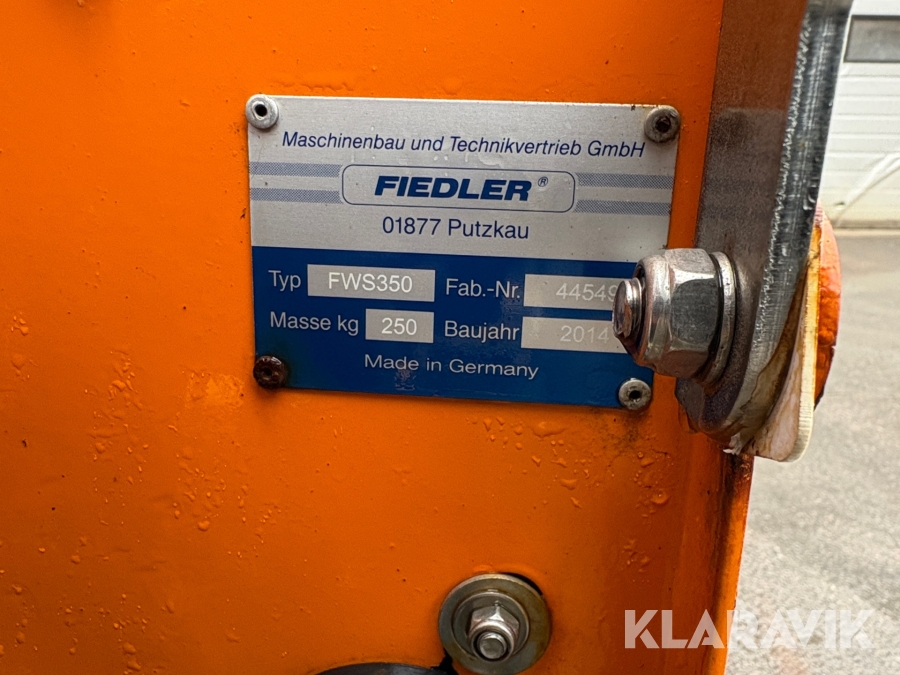 Maschinenbau und Technikvertrieb GmbH
FIEDLER®
01877 Putzkau
Typ FWS350 Fab.-Nr. 44549
Masse kg 250 Baujahr 2014
Made in Germany
KLARAVIK